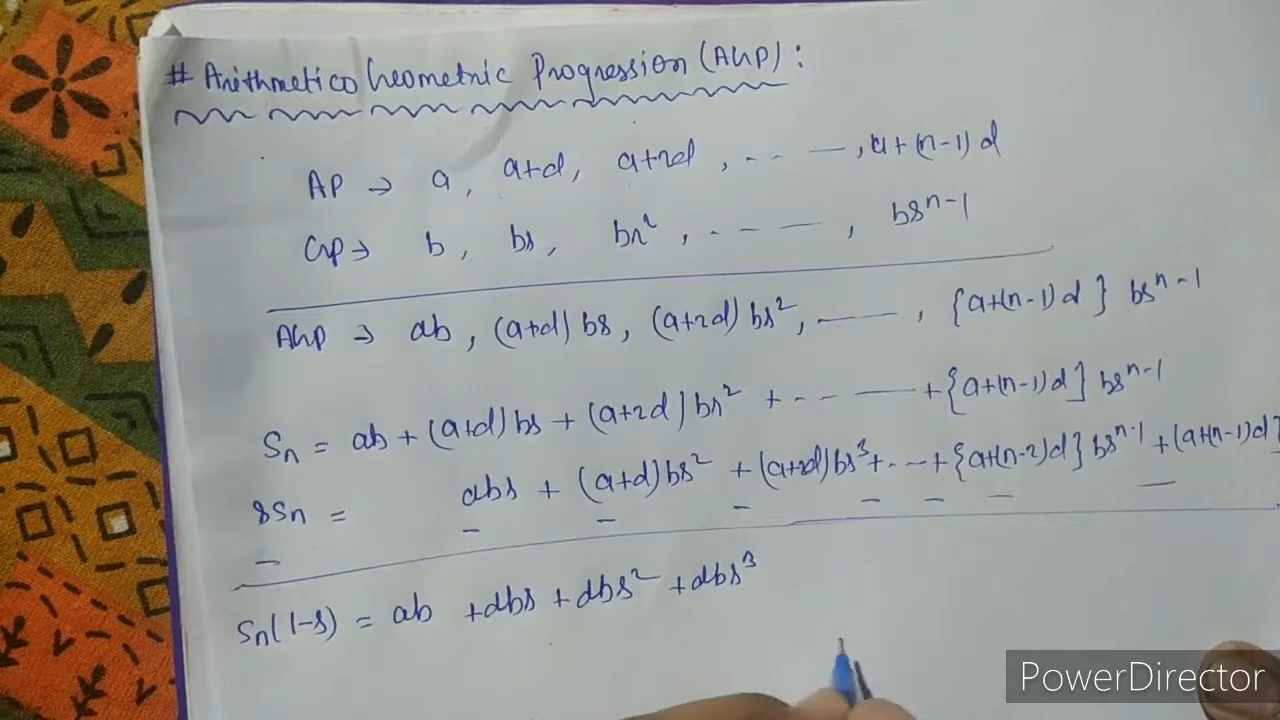 # Arithmetico Geometric Progression (AGP) :
AP → a, a+d, a+2d, - - —, a+(n-1)d
GP → b, br, br², - - —, brⁿ⁻¹
AGP → ab, (a+d)br, (a+2d)br², ——, {a+(n-1)d} brⁿ⁻¹
Sn = ab + (a+d)br + (a+2d)br² + - - —— + {a+(n-1)d} brⁿ⁻¹
rSn = abr + (a+d)br² + (a+2d)br³ + - - + {a+(n-2)d} brⁿ⁻¹ + (a+(n-1)d}
- - - - - - - -
Sn(1-r) = ab + dbr + dbr² + dbr³
PowerDirector